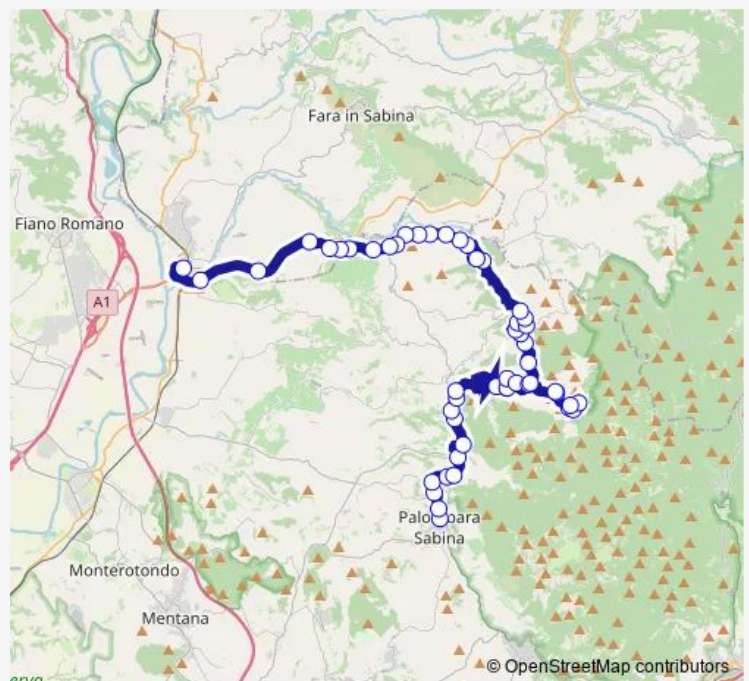 Fara in Sabina
Fiano Romano
A1
Palombara
Sabina
Monterotondo
Mentana
© OpenStreetMap contributors